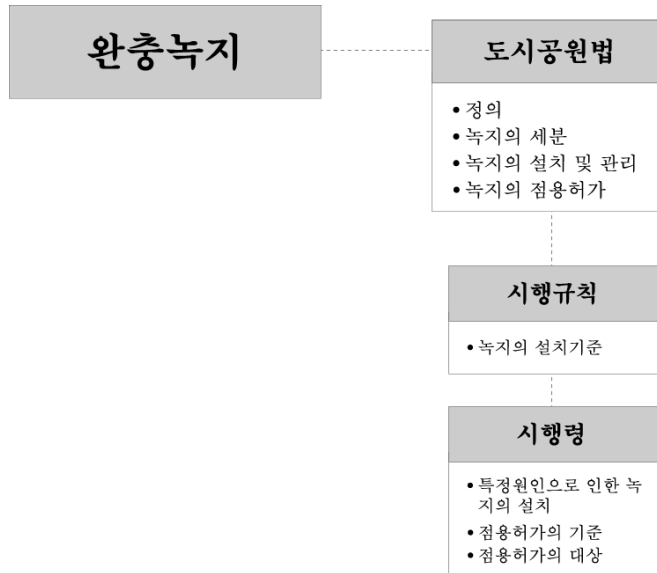 완충녹지
도시공원법
• 정의
• 녹지의 세분
• 녹지의 설치 및 관리
• 녹지의 점용허가
시행규칙
• 녹지의 설치기준
시행령
• 특정원인으로 인한 녹
지의 설치
• 점용허가의 기준
• 점용허가의 대상